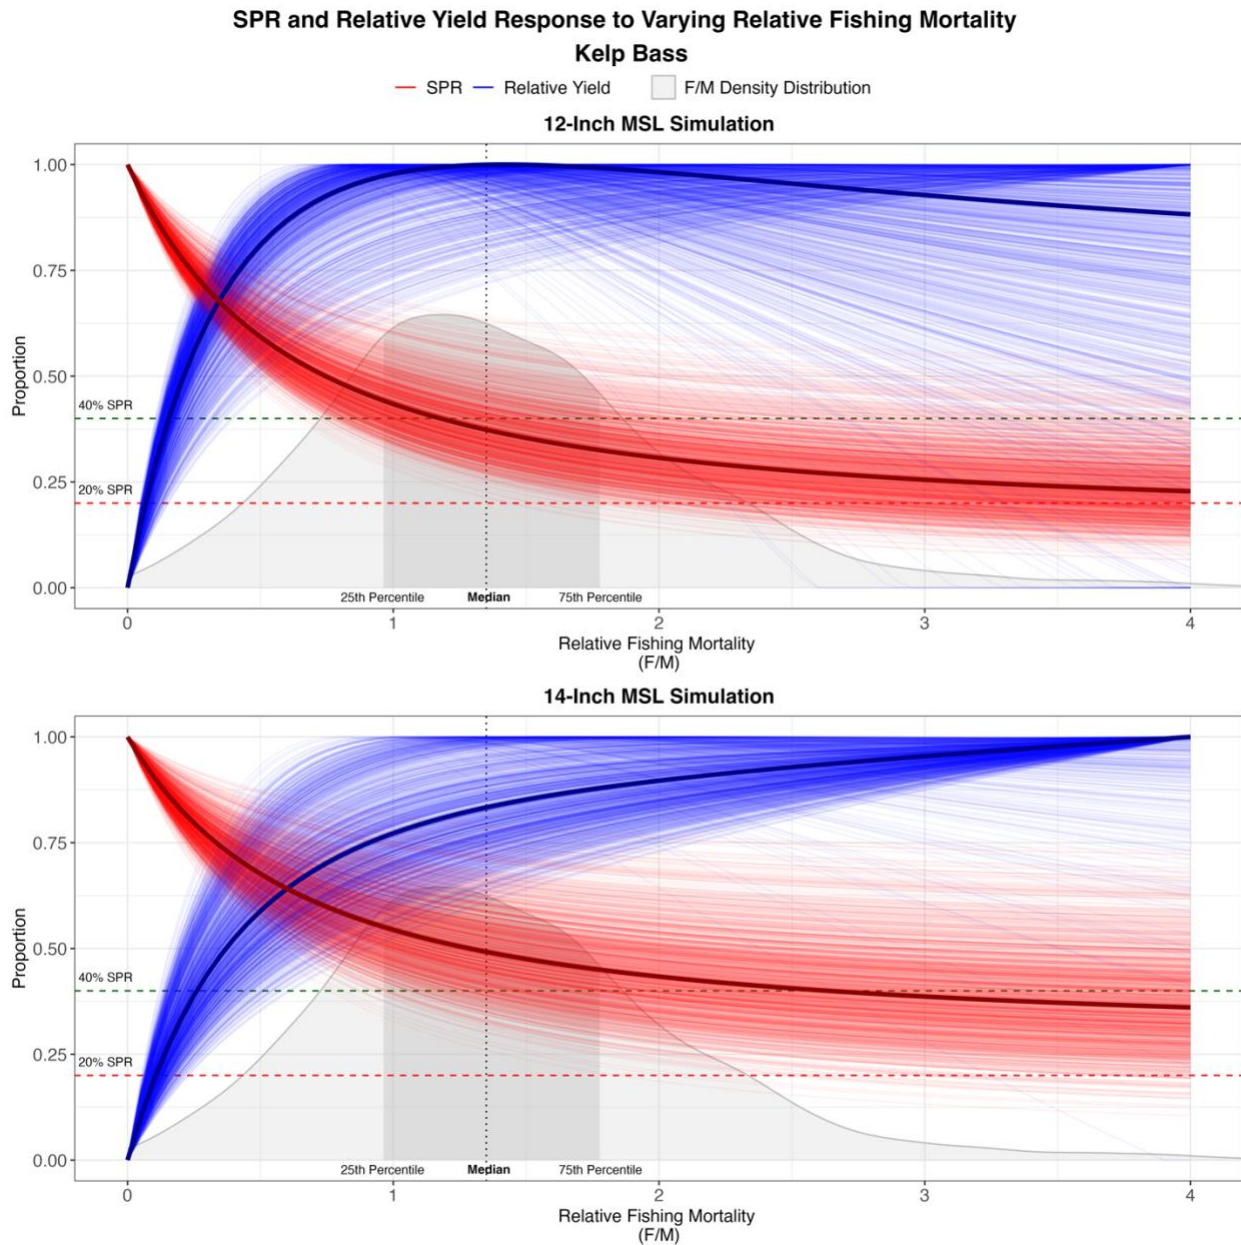 SPR and Relative Yield Response to Varying Relative Fishing Mortality
Kelp Bass
SPR Relative Yield F/M Density Distribution
12-Inch MSL Simulation
Proportion
1.00
0.75
0.50
40% SPR
0.25
20% SPR
0.00
25th Percentile Median 75th Percentile
0 1 2 3 4
Relative Fishing Mortality
(F/M)
14-Inch MSL Simulation
Proportion
1.00
0.75
0.50
40% SPR
0.25
20% SPR
0.00
25th Percentile Median 75th Percentile
0 1 2 3 4
Relative Fishing Mortality
(F/M)